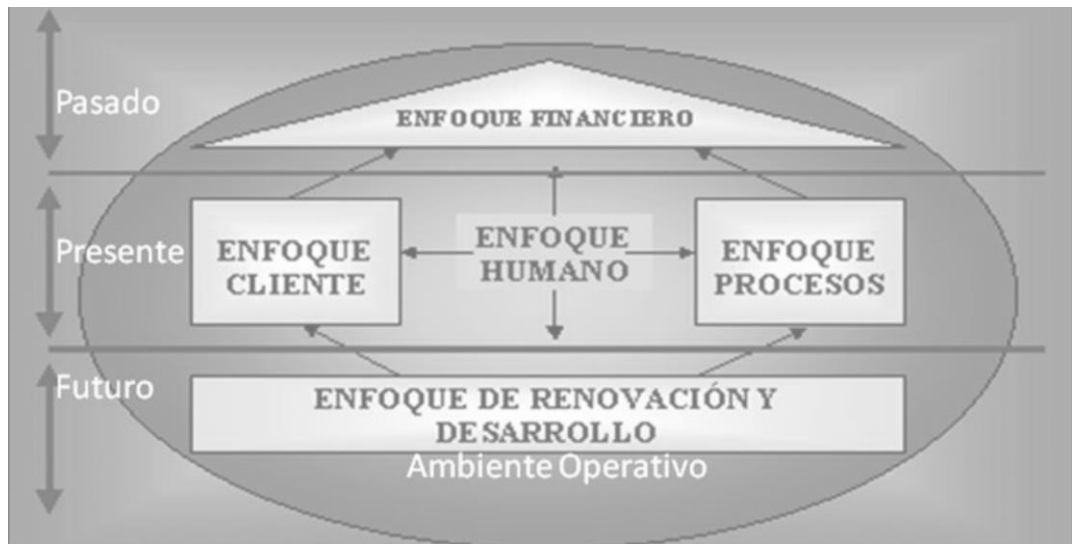 Pasado
ENFOQUE FINANCIERO
Presente
ENFOQUE
CLIENTE
ENFOQUE
HUMANO
ENFOQUE
PROCESOS
Futuro
ENFOQUE DE RENOVACIÓN Y
DESARROLLO
Ambiente Operativo